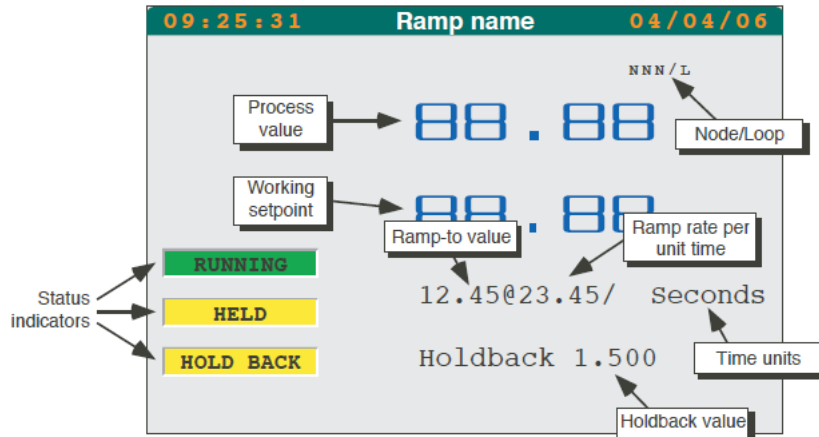 09:25:31 Ramp name 04/04/06
NNN/L
Process
value
88.88
Node/Loop
Working
setpoint
88.88
Ramp-to value
Ramp rate per
unit time
RUNNING
Status
indicators
12.45@23.45/ Seconds
HELD
HOLD BACK
Holdback 1.500
Time units
Holdback value